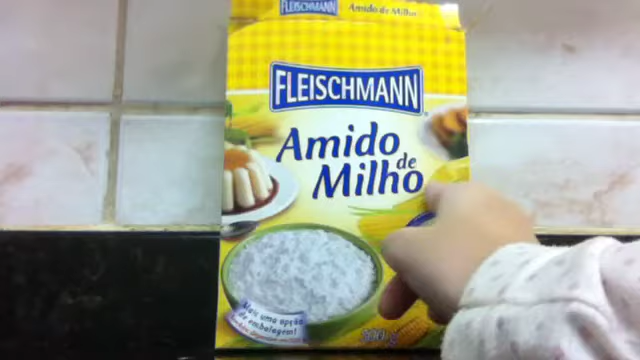 FLEISCHMANN Amido de Milho
FLEISCHMANN
Amido
de
Milho
Mais uma opção
de embalagem!